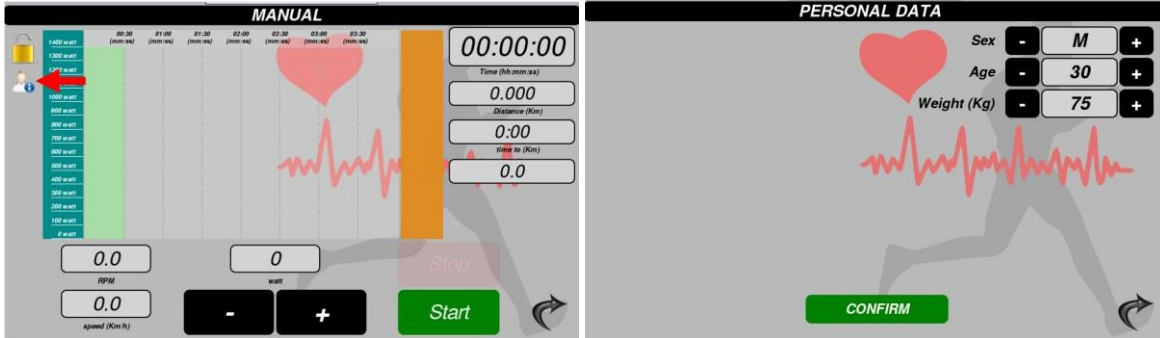 MANUAL
00:30 01:00 01:30 02:00 02:30 03:00 03:30
(mm:ss) (mm:ss) (mm:ss) (mm:ss) (mm:ss) (mm:ss) (mm:ss)
1400 watt
1300 watt
1000 watt
900 watt
800 watt
700 watt
600 watt
500 watt
400 watt
300 watt
200 watt
100 watt
0 watt
00:00:00
Time (hh:mm:ss)
0.000
Distance (Km)
0:00
time to (Km)
0.0
0.0
RPM
0
watt
Stop
0.0
speed (Km/h)
-
+
Start
PERSONAL DATA
Sex - M +
Age - 30 +
Weight (Kg) - 75 +
CONFIRM